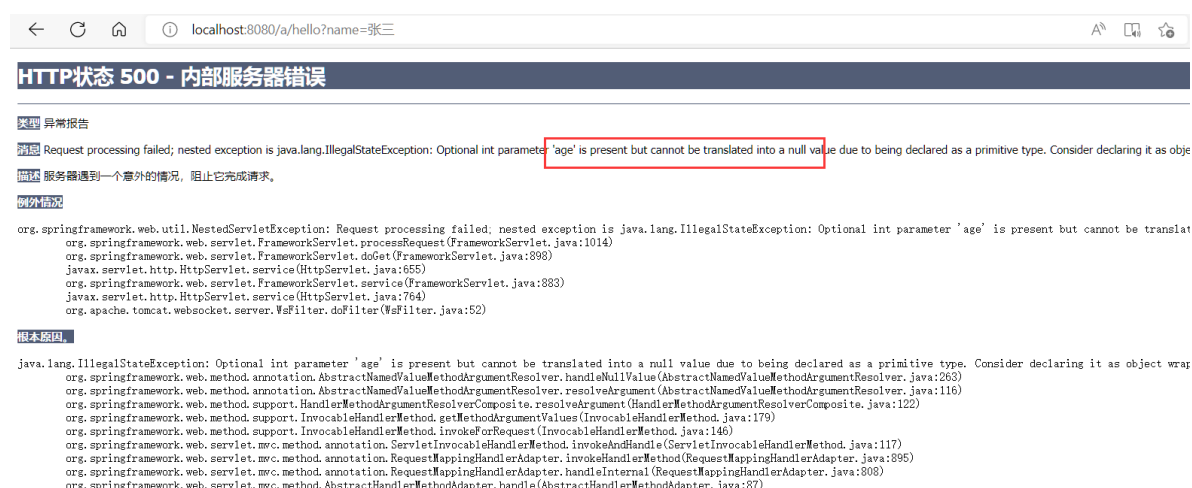 localhost:8080/a/hello?name=张三
HTTP状态 500 - 内部服务器错误
类型 异常报告
消息 Request processing failed; nested exception is java.lang.IllegalStateException: Optional int parameter 'age' is present but cannot be translated into a null value due to being declared as a primitive type. Consider declaring it as obje
描述 服务器遇到一个意外的情况，阻止它完成请求。
例外情况
org.springframework.web.util.NestedServletException: Request processing failed; nested exception is java.lang.IllegalStateException: Optional int parameter 'age' is present but cannot be translat
org.springframework.web.servlet.FrameworkServlet.processRequest(FrameworkServlet.java:1014)
org.springframework.web.servlet.FrameworkServlet.doGet(FrameworkServlet.java:898)
javax.servlet.http.HttpServlet.service(HttpServlet.java:655)
org.springframework.web.servlet.FrameworkServlet.service(FrameworkServlet.java:883)
javax.servlet.http.HttpServlet.service(HttpServlet.java:764)
org.apache.tomcat.websocket.server.WsFilter.doFilter(WsFilter.java:52)
根本原因。
java.lang.IllegalStateException: Optional int parameter 'age' is present but cannot be translated into a null value due to being declared as a primitive type. Consider declaring it as object wrap
org.springframework.web.method.annotation.AbstractNamedValueMethodArgumentResolver.handleNullValue(AbstractNamedValueMethodArgumentResolver.java:263)
org.springframework.web.method.annotation.AbstractNamedValueMethodArgumentResolver.resolveArgument(AbstractNamedValueMethodArgumentResolver.java:116)
org.springframework.web.method.support.HandlerMethodArgumentResolverComposite.resolveArgument(HandlerMethodArgumentResolverComposite.java:122)
org.springframework.web.method.support.InvocableHandlerMethod.getMethodArgumentValues(InvocableHandlerMethod.java:179)
org.springframework.web.method.support.InvocableHandlerMethod.invokeForRequest(InvocableHandlerMethod.java:146)
org.springframework.web.servlet.mvc.method.annotation.ServletInvocableHandlerMethod.invokeAndHandle(ServletInvocableHandlerMethod.java:117)
org.springframework.web.servlet.mvc.method.annotation.RequestMappingHandlerAdapter.invokeHandlerMethod(RequestMappingHandlerAdapter.java:895)
org.springframework.web.servlet.mvc.method.annotation.RequestMappingHandlerAdapter.handleInternal(RequestMappingHandlerAdapter.java:808)
org.springframework.web.servlet.mvc.method.AbstractHandlerMethodAdapter.handle(AbstractHandlerMethodAdapter.java:87)